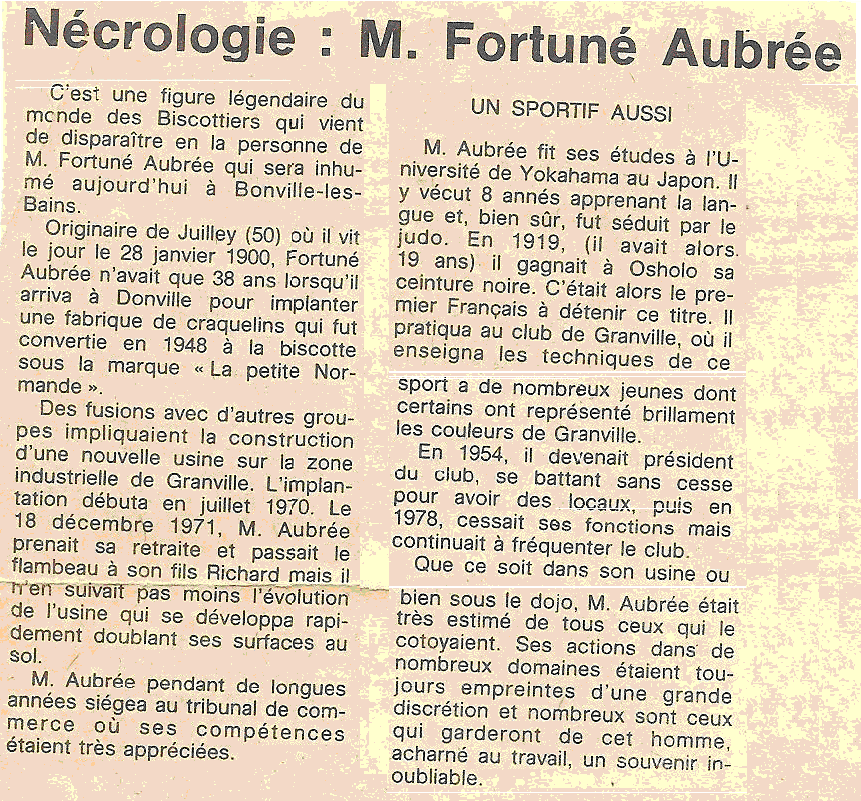 Nécrologie : M. Fortuné Aubrée
C'est une figure légendaire du
monde des Biscottiers qui vient
de disparaître en la personne de
M. Fortuné Aubrée qui sera inhu-
mé aujourd'hui à Bonville-les-
Bains.
Originaire de Juilley (50) où il vit
le jour le 28 janvier 1900, Fortuné
Aubrée n'avait que 38 ans lorsqu'il
arriva à Donville pour implanter
une fabrique de craquelins qui fut
convertie en 1948 à la biscotte
sous la marque « La petite Nor-
mande ».
Des fusions avec d'autres grou-
pes impliquaient la construction
d'une nouvelle usine sur la zone
industrielle de Granville. L'implan-
tation débuta en juillet 1970. Le
18 décembre 1971, M. Aubrée
prenait sa retraite et passait le
flambeau à son fils Richard mais il
n'en suivait pas moins l'évolution
de l'usine qui se développa rapi-
dement doublant ses surfaces au
sol.
M. Aubrée pendant de longues
années siégea au tribunal de com-
merce où ses compétences
étaient très appréciées.
UN SPORTIF AUSSI
M. Aubrée fit ses études à l'U-
niversité de Yokahama au Japon. Il
y vécut 8 annés apprenant la lan-
gue et, bien sûr, fut séduit par le
judo. En 1919, (il avait alors
19 ans) il gagnait à Osholo sa
ceinture noire. C'était alors le pre-
mier Français à détenir ce titre. Il
pratiqua au club de Granville, où il
enseigna les techniques de ce
sport a de nombreux jeunes dont
certains ont représenté brillament
les couleurs de Granville.
En 1954, il devenait président
du club, se battant sans cesse
pour avoir des locaux, puis en
1978, cessait ses fonctions mais
continuait à fréquenter le club.
Que ce soit dans son usine ou
bien sous le dojo, M. Aubrée était
très estimé de tous ceux qui le
cotoyaient. Ses actions dans de
nombreux domaines étaient tou-
jours empreintes d'une grande
discrétion et nombreux sont ceux
qui garderont de cet homme,
acharné au travail, un souvenir in-
oubliable.